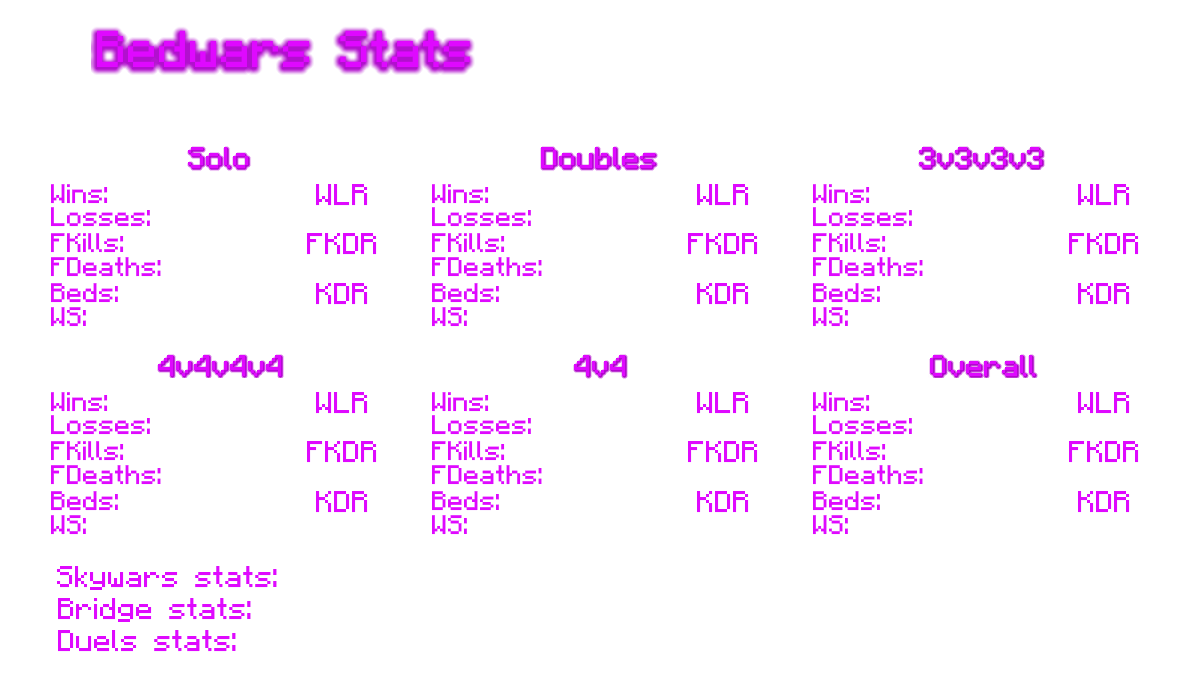 Bedwars Stats
Solo Doubles 3v3v3v3
Wins: WLR Wins: WLR Wins: WLR
Losses: Losses: Losses:
FKills: FKDR FKills: FKDR FKills: FKDR
FDeaths: FDeaths: FDeaths:
Beds: KDR Beds: KDR Beds: KDR
WS: WS: WS:
4v4v4v4 4v4 Overall
Wins: WLR Wins: WLR Wins: WLR
Losses: Losses: Losses:
FKills: FKDR FKills: FKDR FKills: FKDR
FDeaths: FDeaths: FDeaths:
Beds: KDR Beds: KDR Beds: KDR
WS: WS: WS:
Skywars stats:
Bridge stats:
Duels stats: